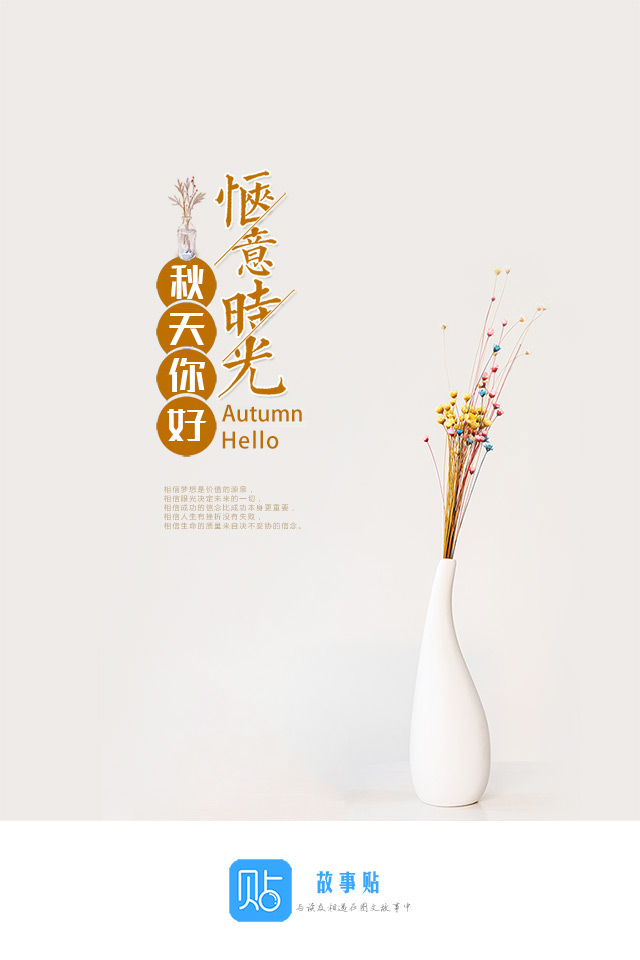 愜意時光
秋天你好
Autumn
Hello
相信梦想是价值的源泉，
相信眼光决定未来的一切，
相信成功的信念比成功本身更重要，
相信人生有挫折没有失败，
相信生命的质量来自决不妥协的信念。
贴
故事贴
与读友相遇在图文故事中